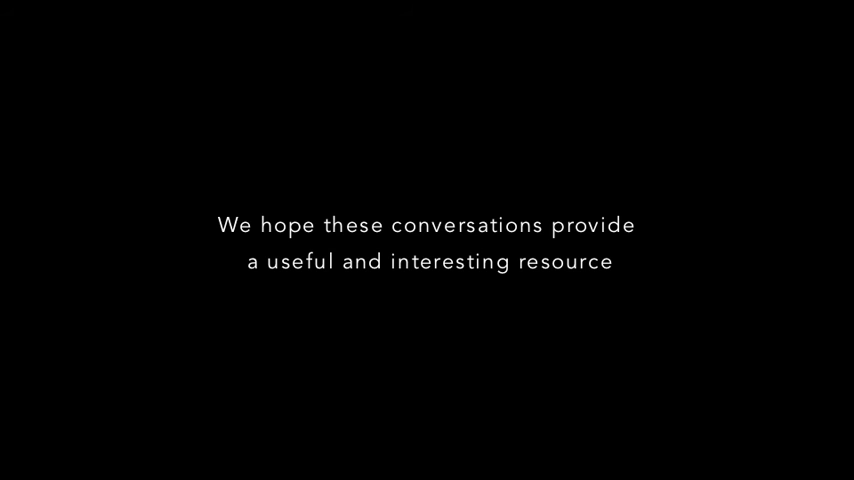 We hope these conversations provide
a useful and interesting resource